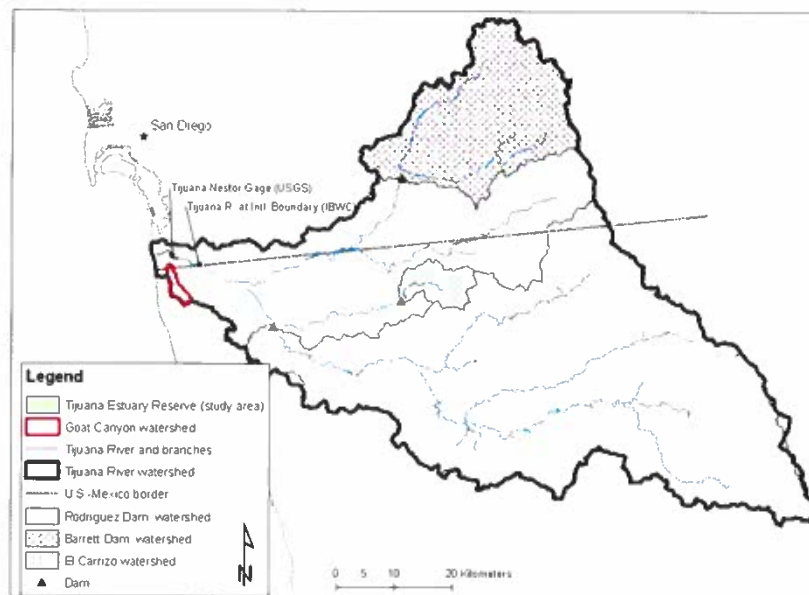 San Diego
Tijuana Nestor Gage (USGS)
Tijuana R. at Intl Boundary (IBWC)
Legend
Tijuana Estuary Reserve (study area)
Goat Canyon watershed
Tijuana River and branches
Tijuana River watershed
U.S.-Mexico border
Rodriguez Dam watershed
Barrett Dam watershed
El Carrizo watershed
Dam
N
0 5 10 20 Kilometers